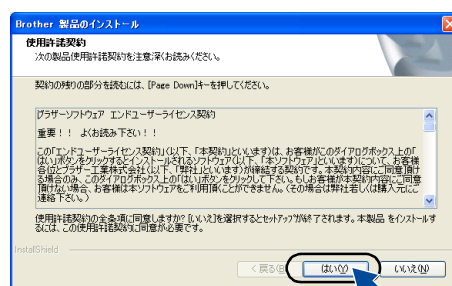 Brother 製品のインストール
使用許諾契約
次の製品使用許諾契約を注意深くお読みください。
契約の残りの部分を読むには、[Page Down]キーを押してください。
ブラザーソフトウェア エンドユーザーライセンス契約
重要!! よくお読み下さい!!
この「エンドユーザーライセンス契約」(以下、「本契約」といいます)は、お客様がこのダイアログボックス上の「
はい」ボタンをクリックするとインストールされるソフトウェア(以下、「本ソフトウェア」といいます)について、お客様
各位とブラザー工業株式会社(以下、「弊社」といいます)が締結する契約です。本契約内容にご同意頂け
る場合のみ、このダイアログボックス上の「はい」ボタンをクリックして下さい。もしお客様が本契約内容にご同意
頂けない場合、お客様は本ソフトウェアをご利用頂くことができません。(その場合は弊社若しくは購入元にご
連絡下さい。)
使用許諾契約の全条項に同意しますか? [いいえ]を選択するとセットアップが終了されます。本製品 をインストールす
るには、この使用許諾契約に同意が必要です。
InstallShield
< 戻る(B) はい(Y) いいえ(N)